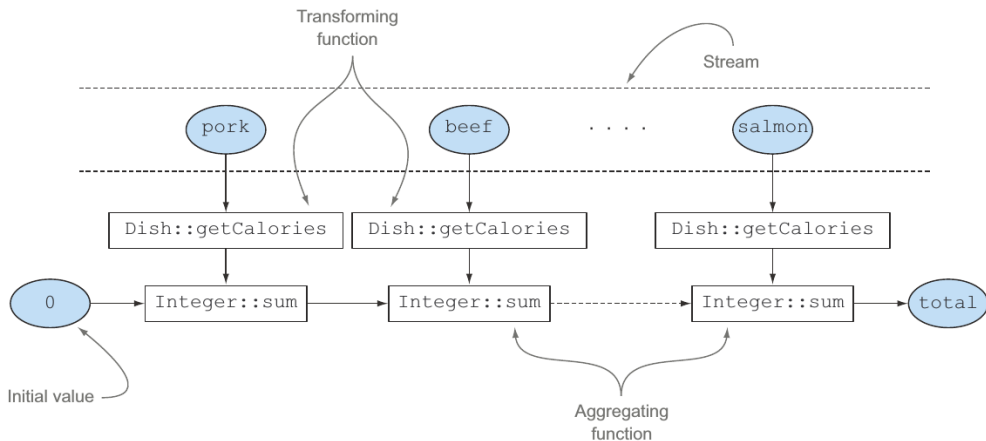 Transforming
function
Stream
pork
beef
. . . .
salmon
Dish::getCalories
Dish::getCalories
Dish::getCalories
0
Integer::sum
Integer::sum
Integer::sum
total
Initial value
Aggregating
function